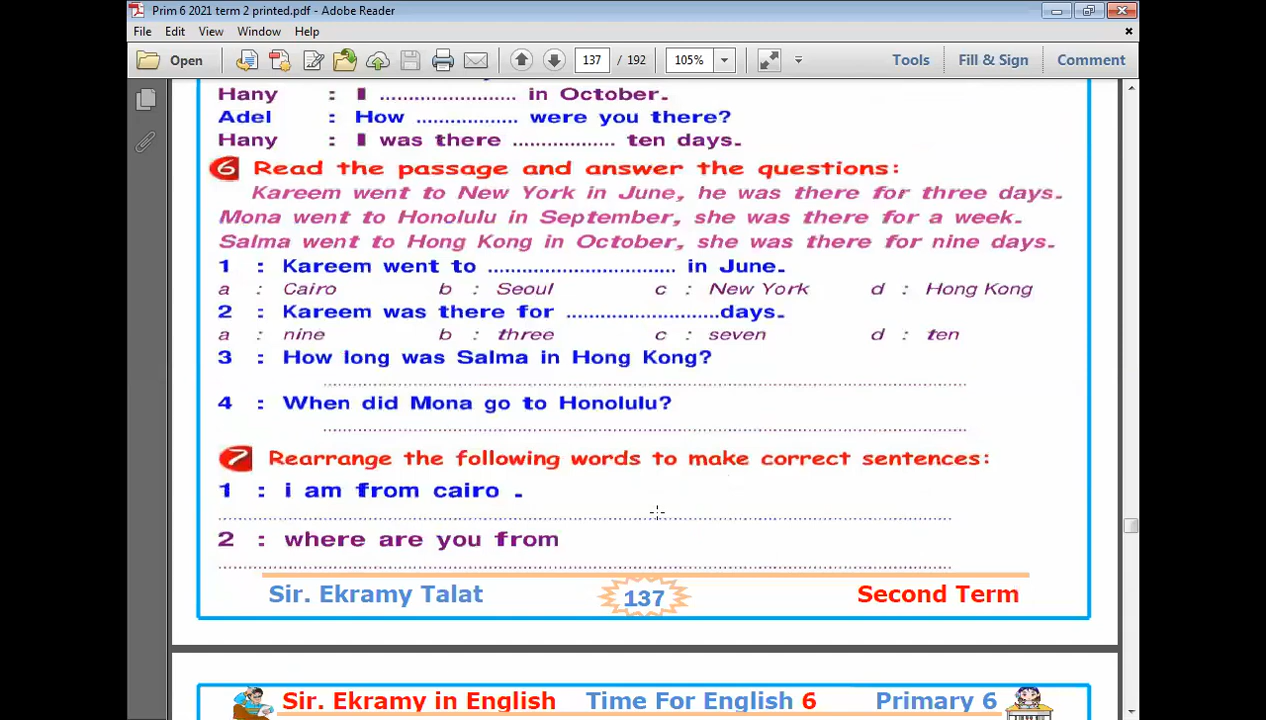 Prim 6 2021 term 2 printed.pdf - Adobe Reader
File Edit View Window Help
Open 137 / 192 105% Tools Fill & Sign Comment
Hany : I ........................ in October.
Adel : How .................. were you there?
Hany : I was there .................. ten days.
6 Read the passage and answer the questions:
Kareem went to New York in June, he was there for three days.
Mona went to Honolulu in September, she was there for a week.
Salma went to Hong Kong in October, she was there for nine days.
1 : Kareem went to ................................. in June.
a : Cairo b : Seoul c : New York d : Hong Kong
2 : Kareem was there for ...........................days.
a : nine b : three c : seven d : ten
3 : How long was Salma in Hong Kong?
4 : When did Mona go to Honolulu?
7 Rearrange the following words to make correct sentences:
1 : i am from cairo .
2 : where are you from
Sir. Ekramy Talat 137 Second Term
Sir. Ekramy in English Time For English 6 Primary 6